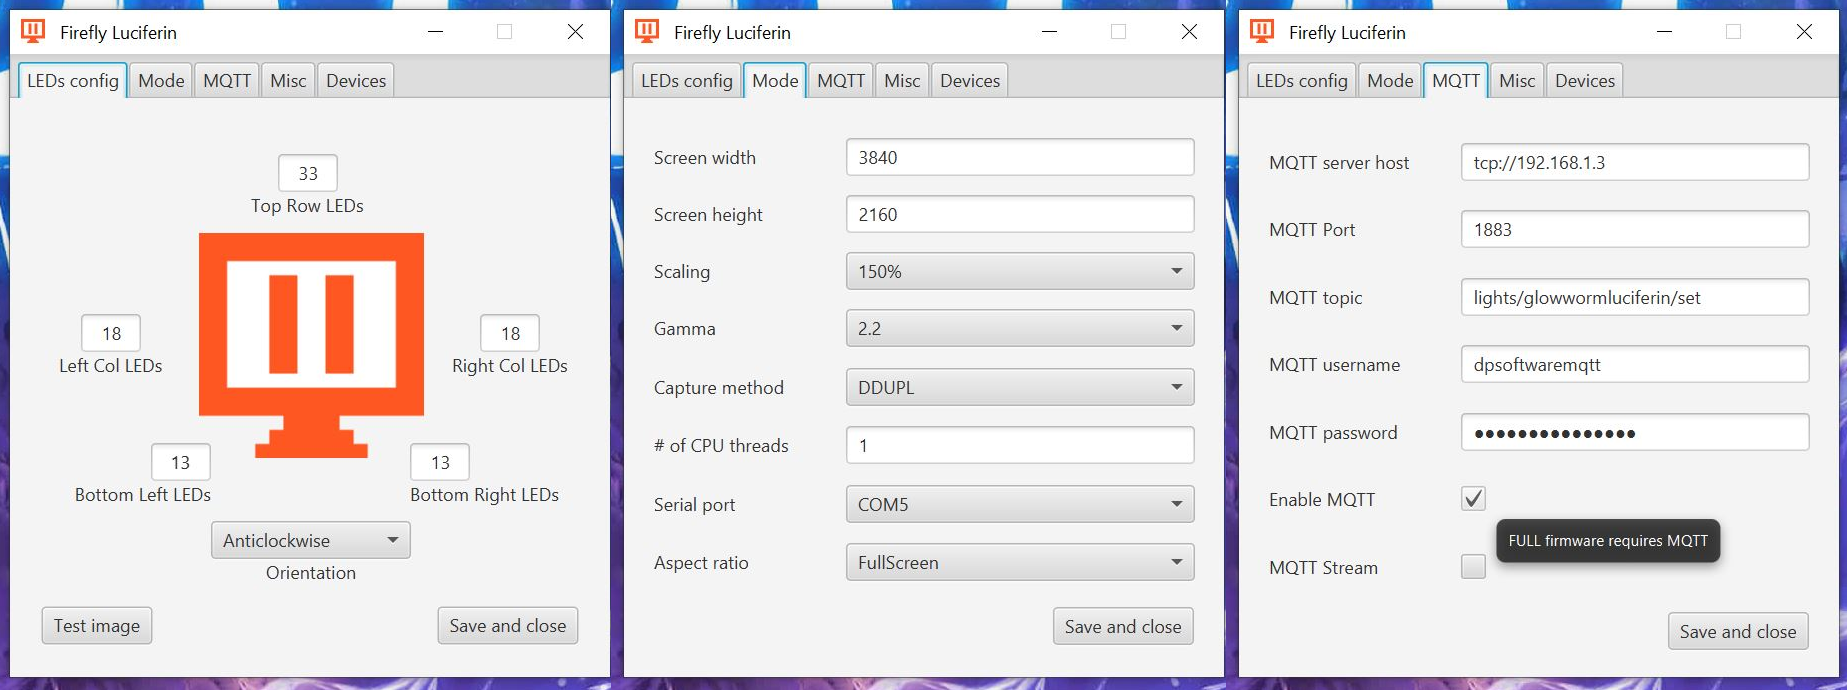 Firefly Luciferin
LEDs config Mode MQTT Misc Devices
33
Top Row LEDs
18
Left Col LEDs
18
Right Col LEDs
13
Bottom Left LEDs
13
Bottom Right LEDs
Anticlockwise
Orientation
Test image
Save and close
Firefly Luciferin
LEDs config Mode MQTT Misc Devices
Screen width 3840
Screen height 2160
Scaling 150%
Gamma 2.2
Capture method DDUPL
# of CPU threads 1
Serial port COM5
Aspect ratio FullScreen
Save and close
Firefly Luciferin
LEDs config Mode MQTT Misc Devices
MQTT server host tcp://192.168.1.3
MQTT Port 1883
MQTT topic lights/glowwormluciferin/set
MQTT username dpsoftwaremqtt
MQTT password ●●●●●●●●●●●●●●●
Enable MQTT
FULL firmware requires MQTT
MQTT Stream
Save and close